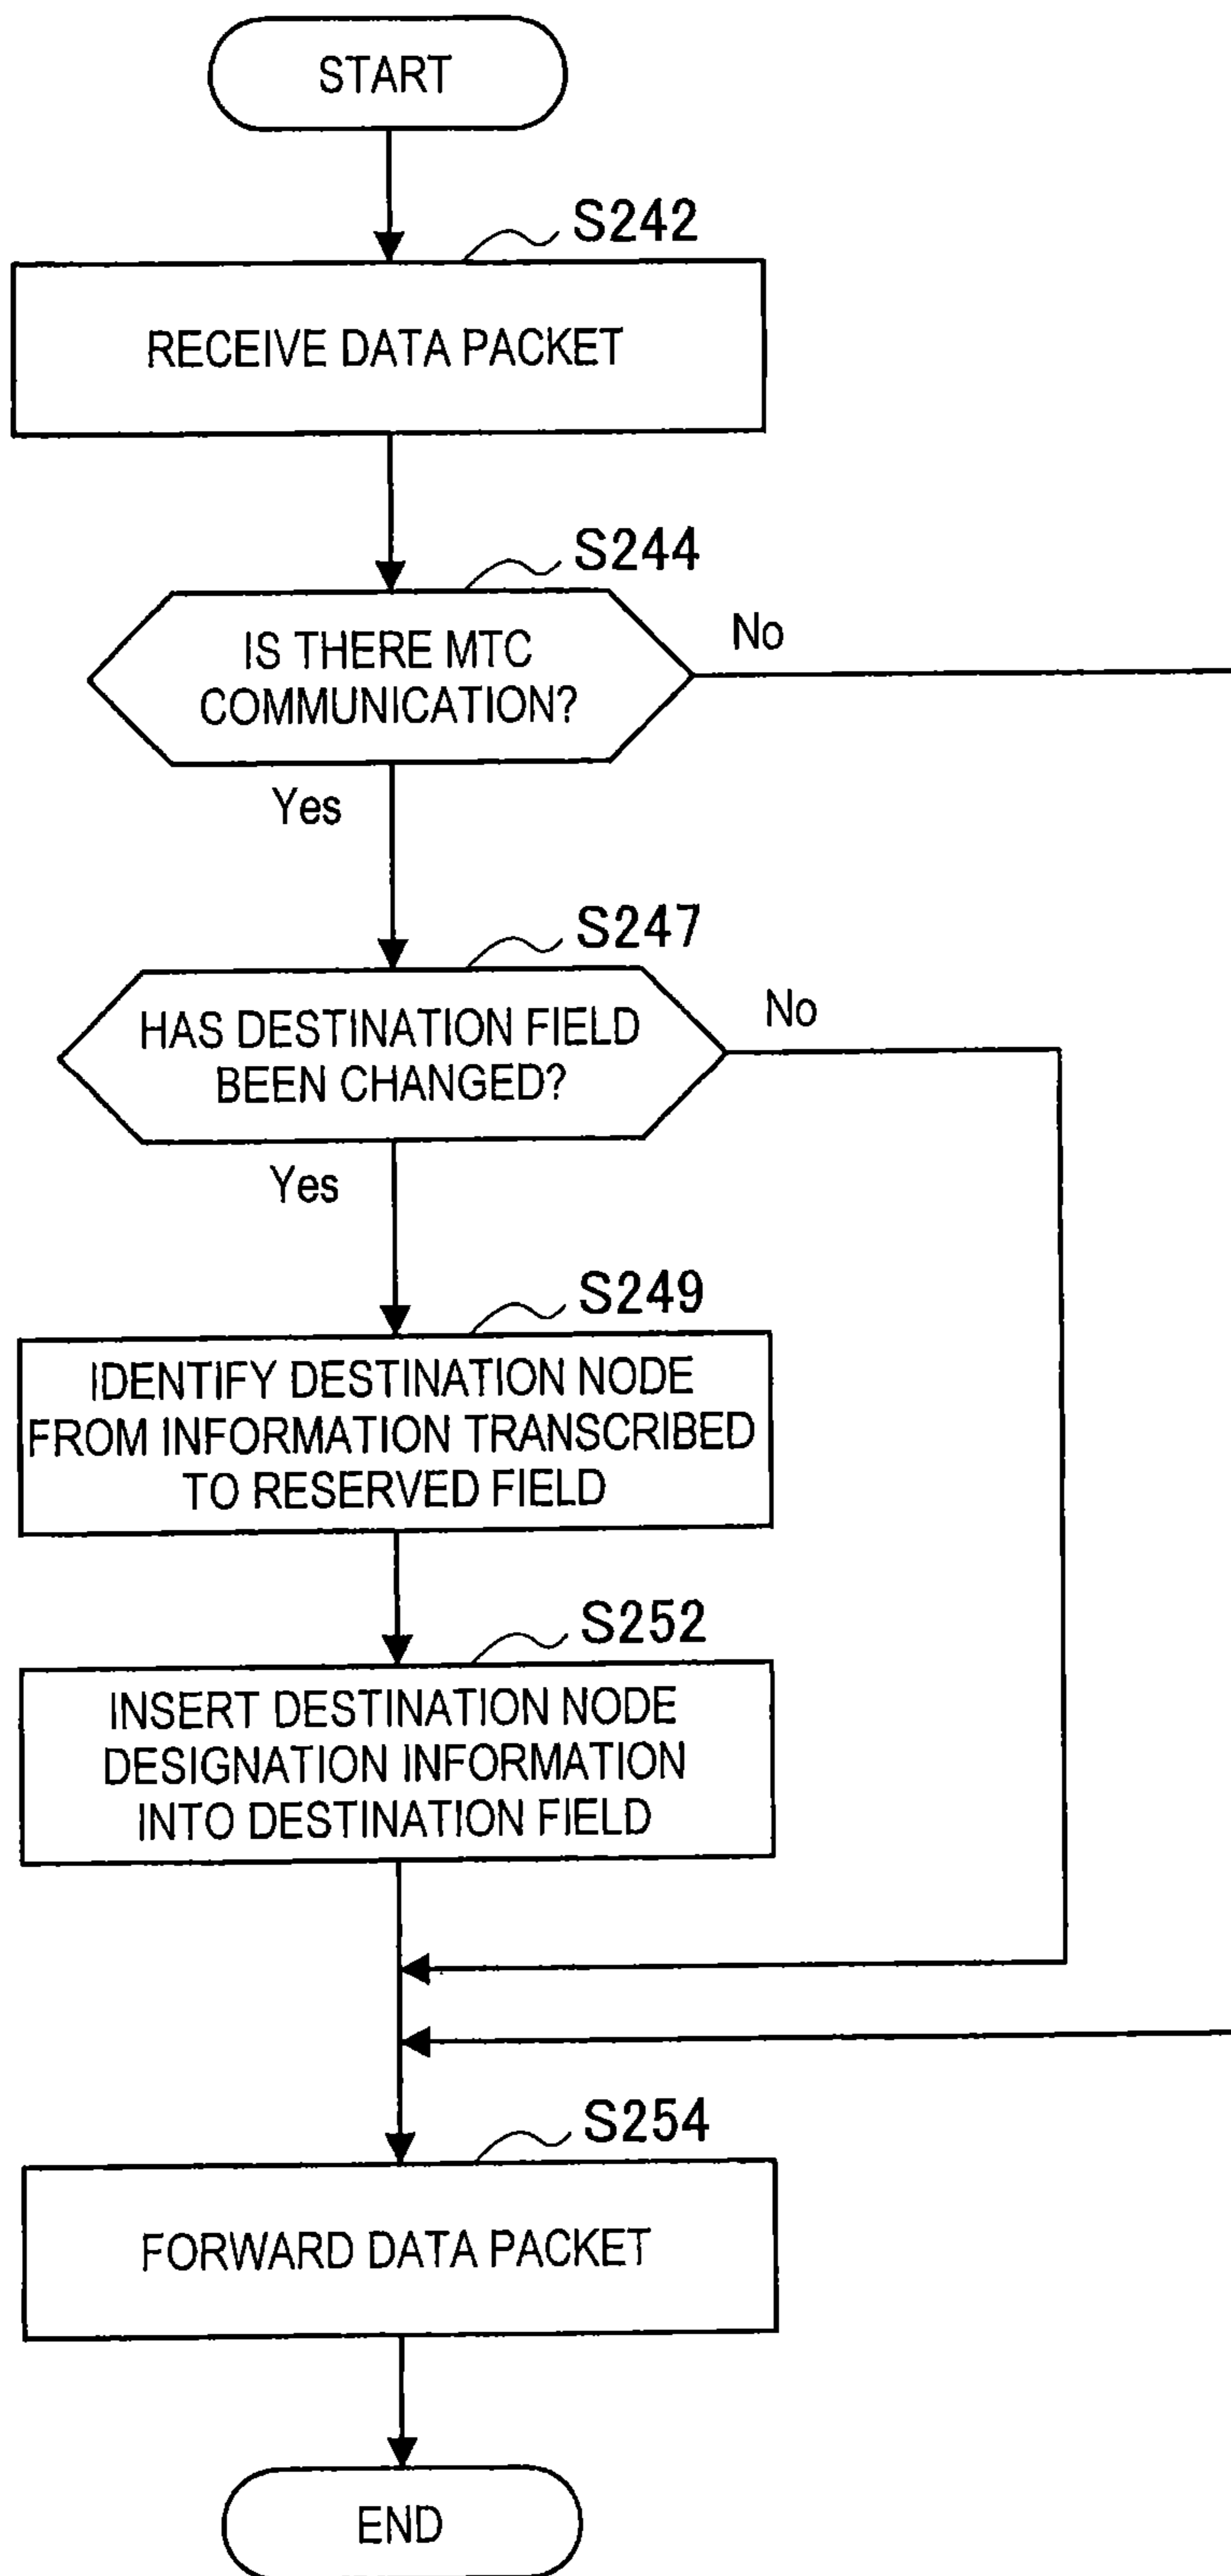 START
S242
RECEIVE DATA PACKET
S244
IS THERE MTC
COMMUNICATION?
No
Yes
S247
HAS DESTINATION FIELD
BEEN CHANGED?
No
Yes
S249
IDENTIFY DESTINATION NODE
FROM INFORMATION TRANSCRIBED
TO RESERVED FIELD
S252
INSERT DESTINATION NODE
DESIGNATION INFORMATION
INTO DESTINATION FIELD
S254
FORWARD DATA PACKET
END